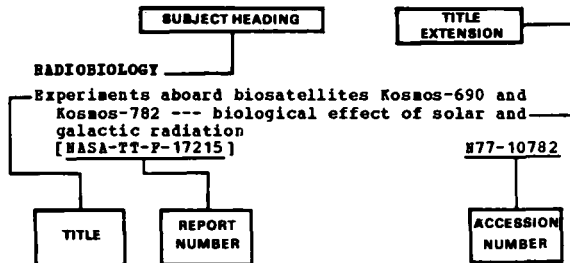 SUBJECT HEADING
TITLE
EXTENSION
RADIOBIOLOGY
Experiments aboard biosatellites Kosmos-690 and
Kosmos-782 --- biological effect of solar and
galactic radiation
[NASA-TT-F-17215] N77-10782
TITLE
REPORT
NUMBER
ACCESSION
NUMBER